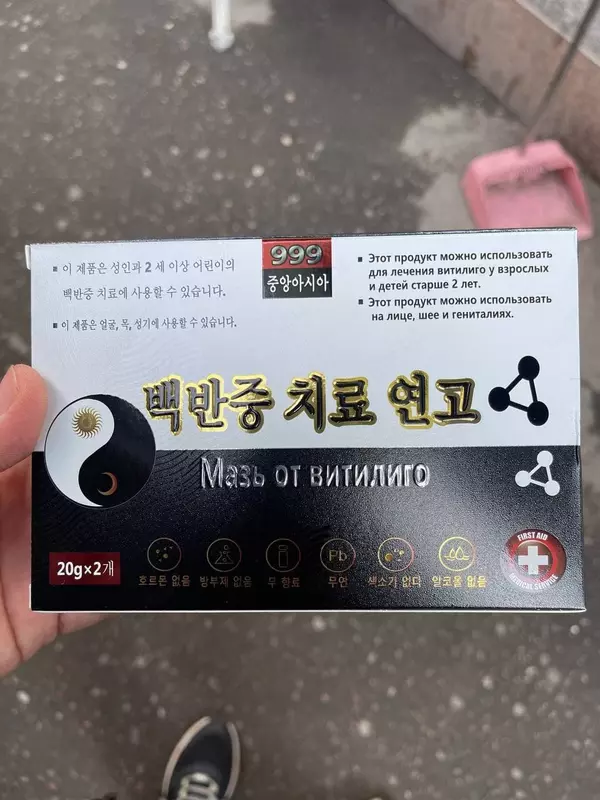 이 제품은 성인과 2 세 이상 어린이의
백반증 치료에 사용할 수 있습니다.
이 제품은 얼굴, 목, 성기에 사용할 수 있습니다.
999
중앙아시아
Этот продукт можно использовать
для лечения витилиго у взрослых
и детей старше 2 лет.
Этот продукт можно использовать
на лице, шее и гениталиях.
백반증 치료 연고
Мазь от витилиго
20g×2개
호르몬 없음
방부제 없음
무 향료
Pb
무연
색소가 없다
알코올 없음
FIRST AID
MEDICAL SERVICE